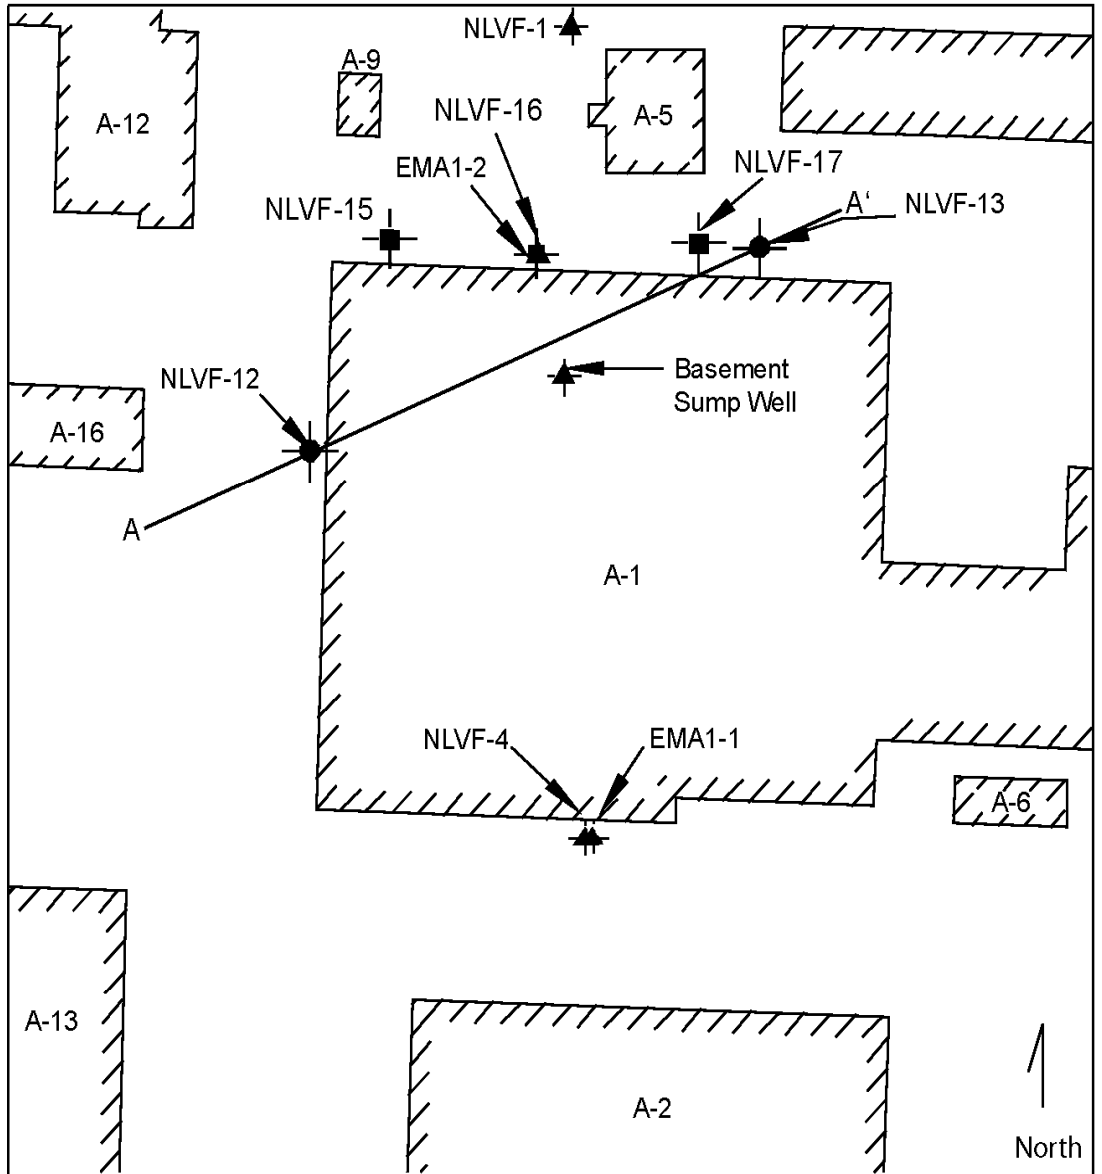 NLVF-1
A-9
A-12
NLVF-16
A-5
EMA1-2
NLVF-17
NLVF-15
A‘
NLVF-13
NLVF-12
Basement
Sump Well
A-16
A
A-1
NLVF-4
EMA1-1
A-6
A-13
A-2
North